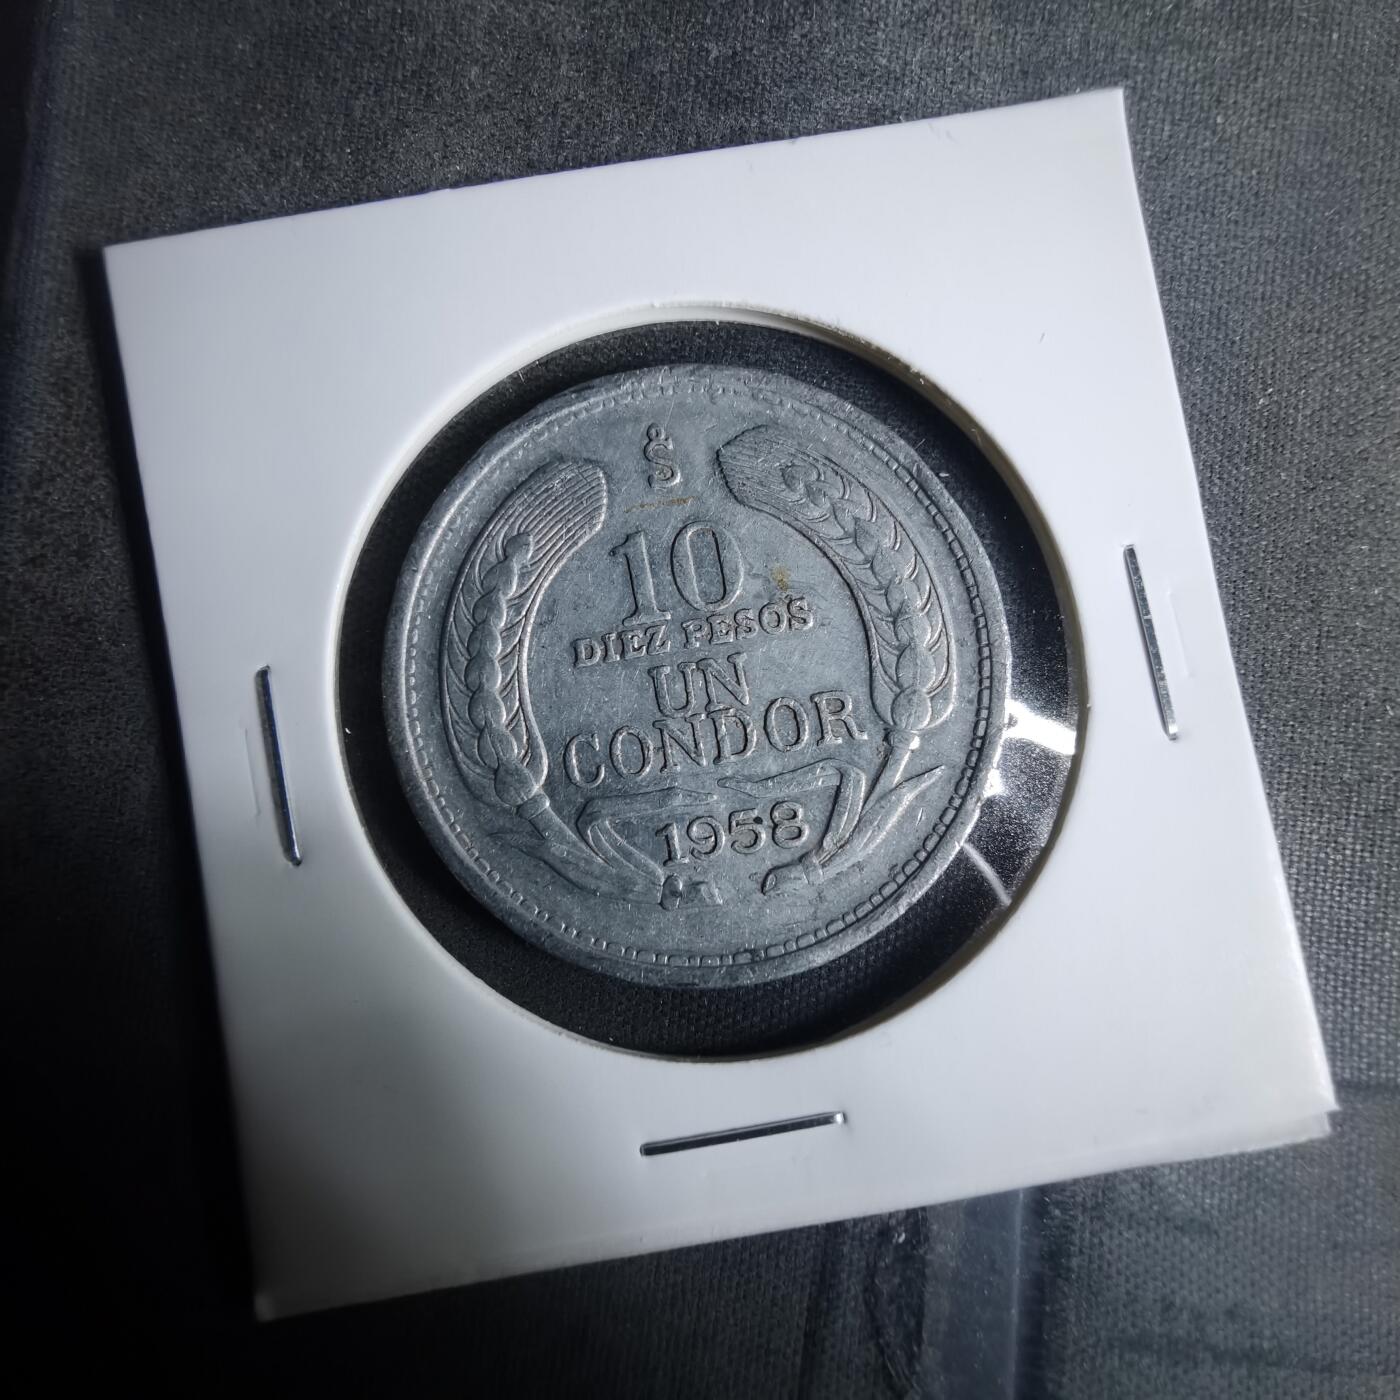 Š
10
DIEZ PESOS
UN
CONDOR
1958